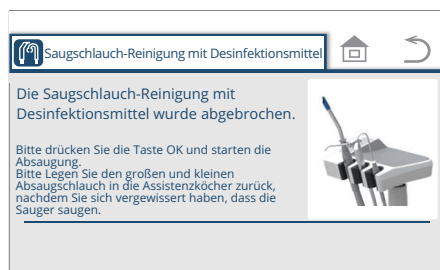 Saugschlauch-Reinigung mit Desinfektionsmittel
Die Saugschlauch-Reinigung mit
Desinfektionsmittel wurde abgebrochen.
Bitte drücken Sie die Taste OK und starten die
Absaugung.
Bitte Legen Sie den großen und kleinen
Absaugschlauch in die Assistenzköcher zurück,
nachdem Sie sich vergewissert haben, dass die
Sauger saugen.